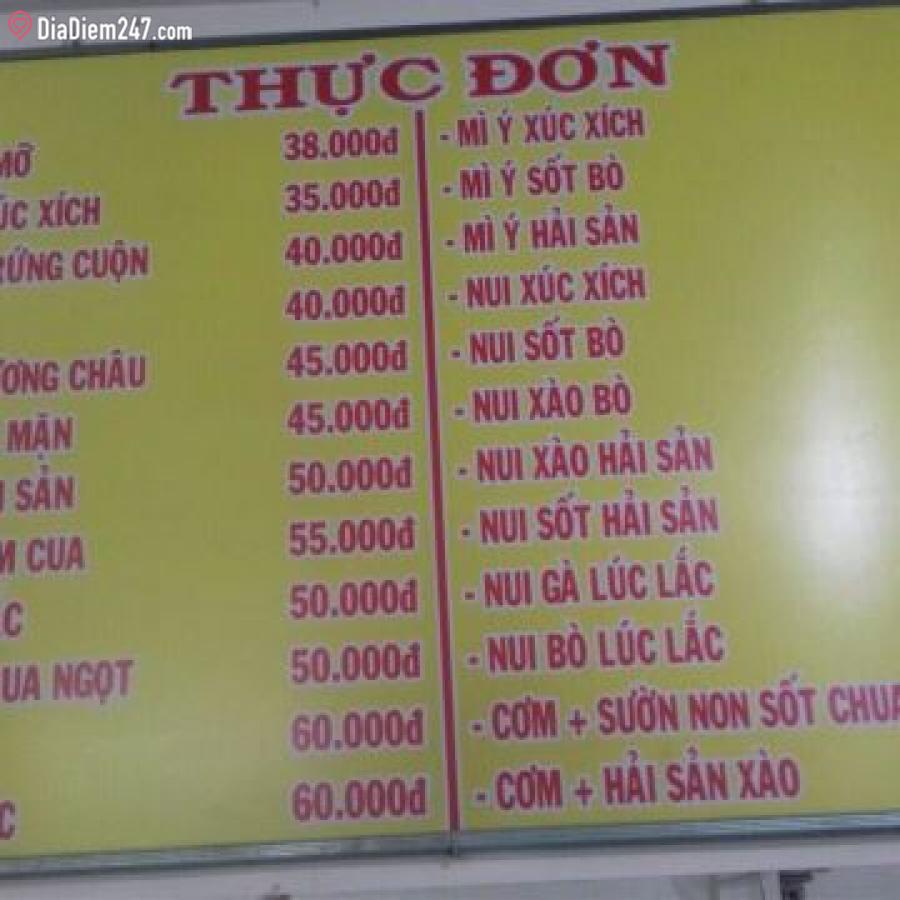 DiaDiem247.com
THỰC ĐƠN
MỠ 38.000đ
ÚC XÍCH 35.000đ
RỨNG CUỘN 40.000đ
40.000đ
ƯƠNG CHÂU 45.000đ
MẶN 45.000đ
SẢN 50.000đ
M CUA 55.000đ
ẮC 50.000đ
UA NGỌT 50.000đ
60.000đ
C 60.000đ
- MÌ Ý XÚC XÍCH
- MÌ Ý SỐT BÒ
- MÌ Ý HẢI SẢN
- NUI XÚC XÍCH
- NUI SỐT BÒ
- NUI XÀO BÒ
- NUI XÀO HẢI SẢN
- NUI SỐT HẢI SẢN
- NUI GÀ LÚC LẮC
- NUI BÒ LÚC LẮC
- CƠM + SƯỜN NON SỐT CHUA
- CƠM + HẢI SẢN XÀO